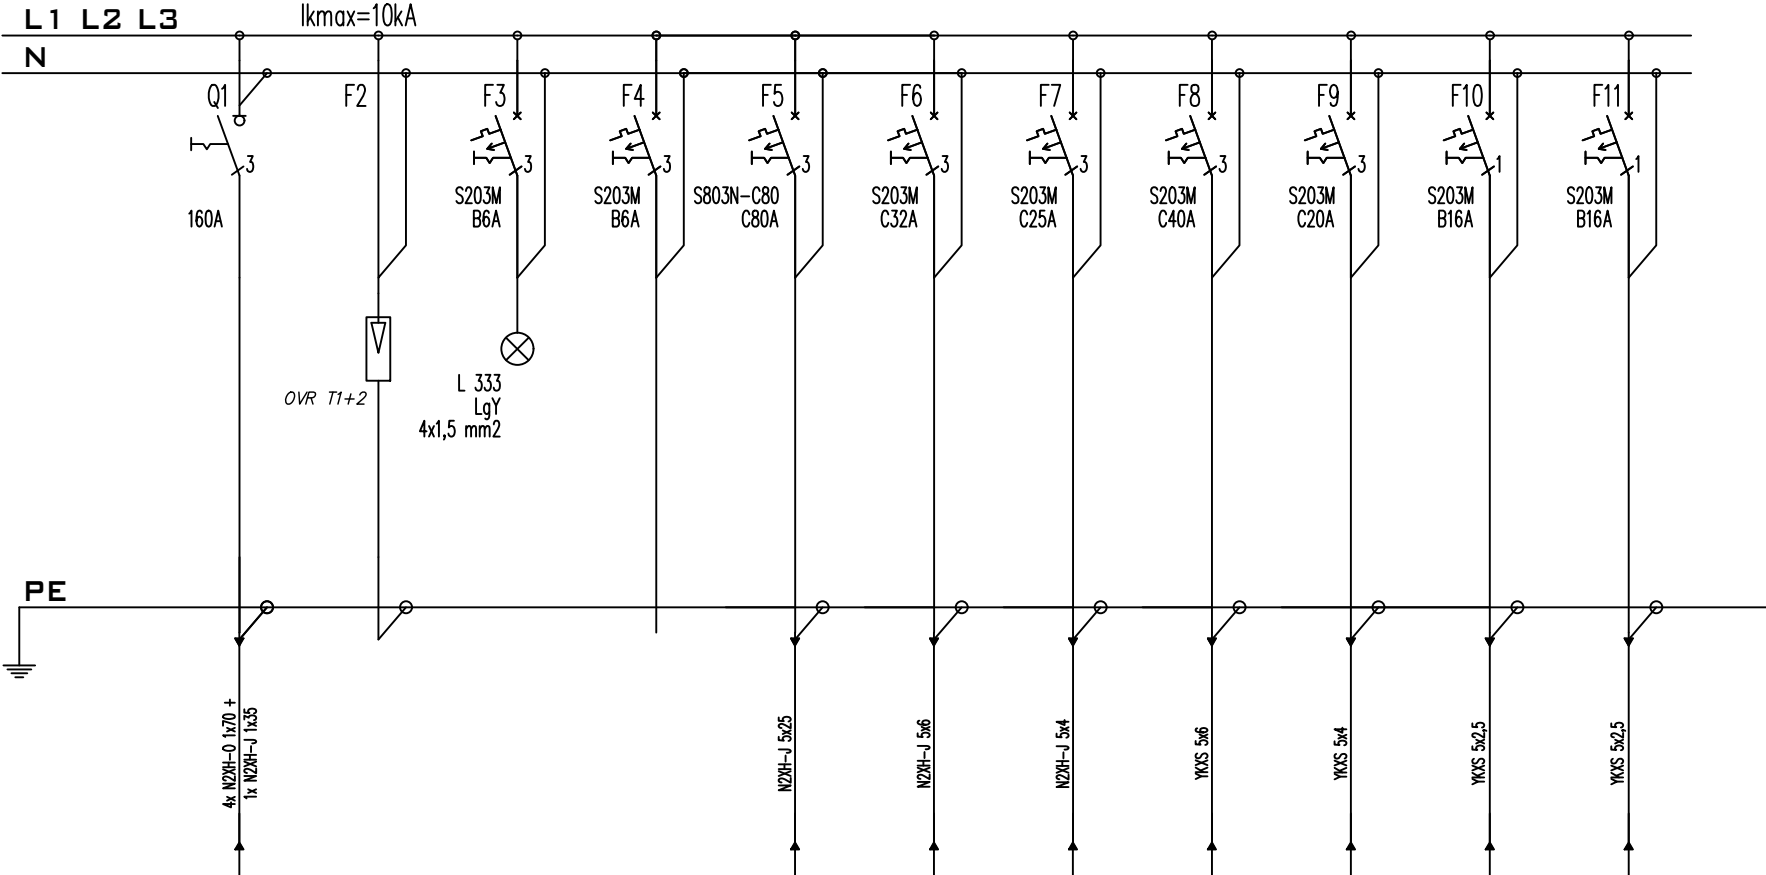 L1 L2 L3
Ikmax=10kA
N
Q1
F2
F3
F4
F5
F6
F7
F8
F9
F10
F11
3
3
3
3
3
3
3
3
1
1
160A
S203M
B6A
S203M
B6A
S803N-C80
C80A
S203M
C32A
S203M
C25A
S203M
C40A
S203M
C20A
S203M
B16A
S203M
B16A
OVR T1+2
L 333
LgY
4x1,5 mm2
PE
4x N2XH-O 1x70 +
1x N2XH-J 1x35
N2XH-J 5x25
N2XH-J 5x6
N2XH-J 5x4
YKXS 5x6
YKXS 5x4
YKXS 5x2,5
YKXS 5x2,5